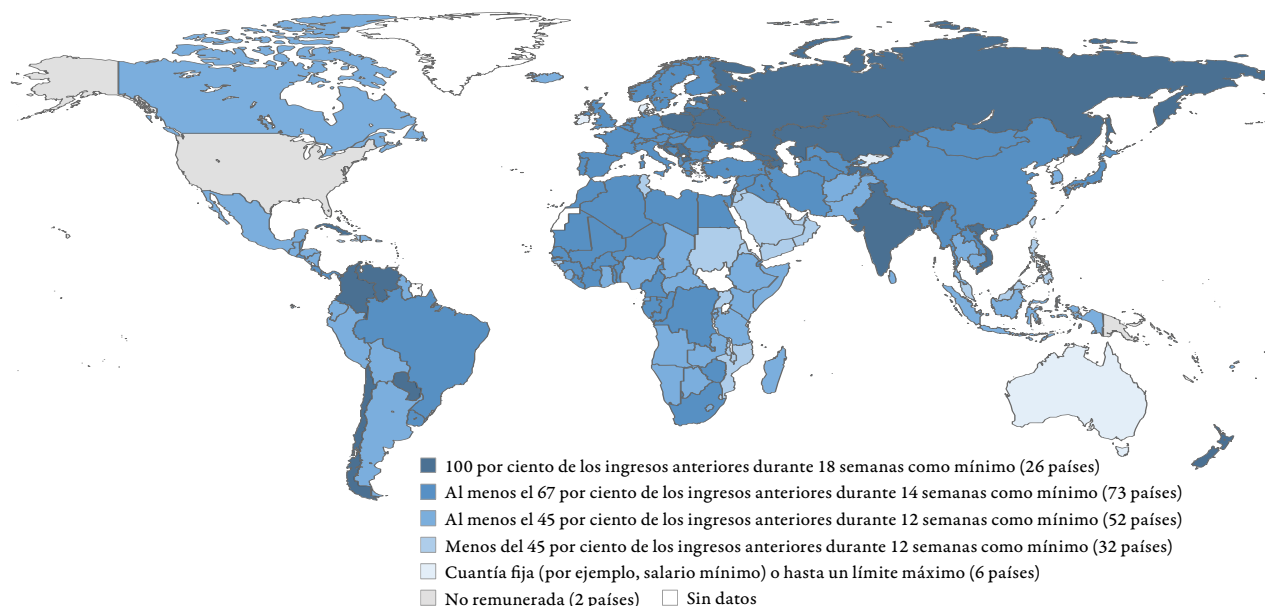 100 por ciento de los ingresos anteriores durante 18 semanas como mínimo (26 países)
Al menos el 67 por ciento de los ingresos anteriores durante 14 semanas como mínimo (73 países)
Al menos el 45 por ciento de los ingresos anteriores durante 12 semanas como mínimo (52 países)
Menos del 45 por ciento de los ingresos anteriores durante 12 semanas como mínimo (32 países)
Cuantía fija (por ejemplo, salario mínimo) o hasta un límite máximo (6 países)
No remunerada (2 países) Sin datos